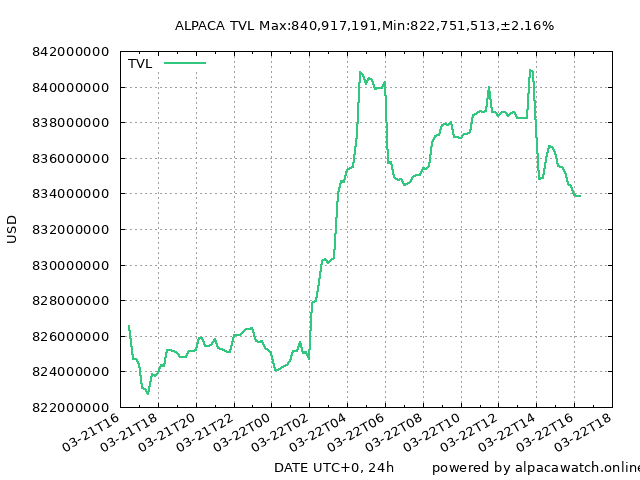 ALPACA TVL Max:840,917,191,Min:822,751,513,±2.16%
842000000
840000000
838000000
836000000
834000000
832000000
830000000
828000000
826000000
824000000
822000000
USD
TVL
03-21T16
03-21T18
03-21T20
03-21T22
03-22T00
03-22T02
03-22T04
03-22T06
03-22T08
03-22T10
03-22T12
03-22T14
03-22T16
03-22T18
DATE UTC+0, 24h
powered by alpacawatch.online